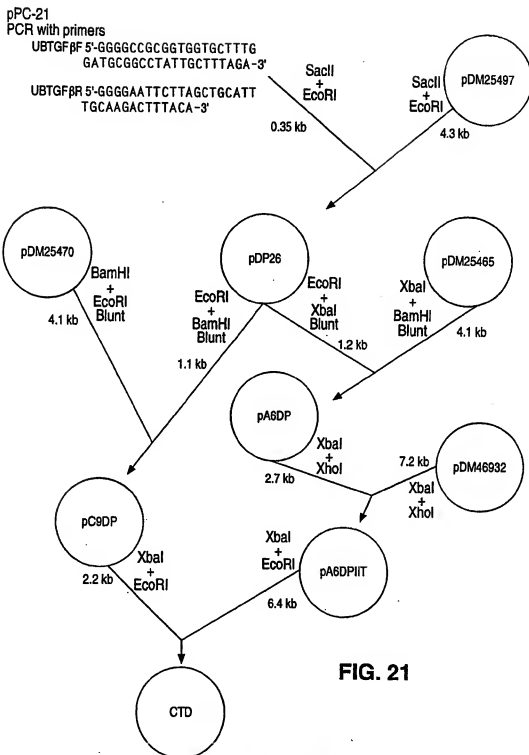 pPC-21
PCR with primers
UBTGFβF 5'-GGGGCCGCGGTGGTGCTTTG
GATGCGGCCTATTGCTTTAGA-3'
UBTGFβR 5'-GGGGAATTCTTAGCTGCATT
TGCAAGACTTTACA-3'
SacII
+
EcoRI
0.35 kb
SacII
+
EcoRI
4.3 kb
pDM25497
pDM25470
BamHI
+
EcoRI
Blunt
4.1 kb
pDP26
EcoRI
+
BamHI
Blunt
1.1 kb
EcoRI
+
XbaI
Blunt
1.2 kb
pDM25465
XbaI
+
BamHI
Blunt
4.1 kb
pA6DP
XbaI
+
XhoI
2.7 kb
7.2 kb
XbaI
+
XhoI
pDM46932
pC9DP
XbaI
+
EcoRI
2.2 kb
XbaI
+
EcoRI
6.4 kb
pA6DPIIT
CTD
FIG. 21